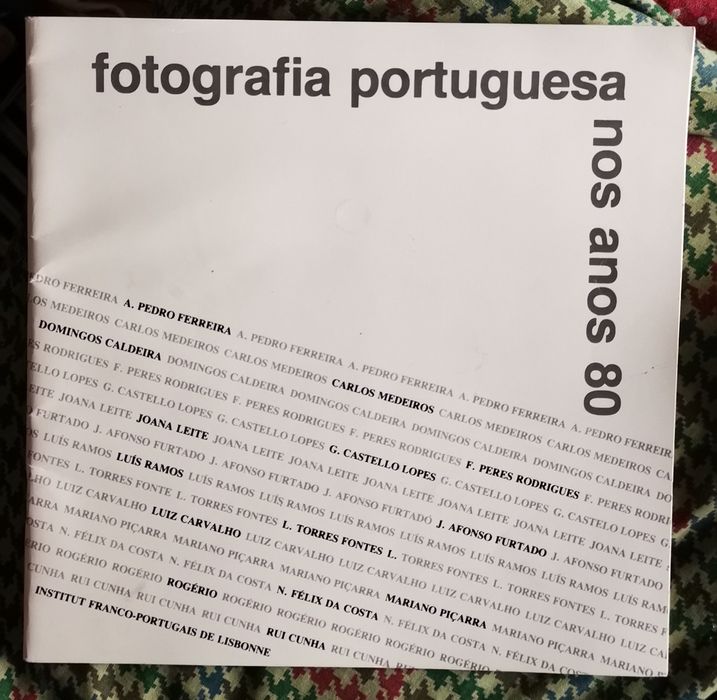 fotografia portuguesa
nos anos 80
DRO FERREIRA A. PEDRO FERREIRA A. PEDRO FERREIRA A. PEDRO FERREIRA A. PEDRO FERREIRA A. PEDRO FERREIR
LOS MEDEIROS CARLOS MEDEIROS CARLOS MEDEIROS CARLOS MEDEIROS CARLOS MEDEIROS CARLOS MEDEIROS CA
DOMINGOS CALDEIRA DOMINGOS CALDEIRA DOMINGOS CALDEIRA DOMINGOS CALDEIRA DOMINGOS CALDEIRA DO
ES RODRIGUES F. PERES RODRIGUES F. PERES RODRIGUES F. PERES RODRIGUES F. PERES RODRIGUES F. PERES RODRI
TELLO LOPES G. CASTELLO LOPES G. CASTELLO LOPES G. CASTELLO LOPES G. CASTELLO LOPES G. CASTELO LOPES G
EITE JOANA LEITE JOANA LEITE JOANA LEITE JOANA LEITE JOANA LEITE JOANA LEITE JOANA LEITE JOANA LEITE
O FURTADO J. AFONSO FURTADO J. AFONSO FURTADO J. AFONSO FURTADO J. AFONSO FURTADO J. AFONSO FURTADO
OS LUÍS RAMOS LUÍS RAMOS LUÍS RAMOS LUÍS RAMOS LUÍS RAMOS LUÍS RAMOS LUÍS RAMOS LUÍS RAMOS LUÍS RAM
FONTES L. TORRES FONTE L. TORRES FONTES L. TORRES FONTES L. TORRES FONTES L. TORRES FONTES L. TORRES F
LHO LUIZ CARVALHO LUIZ CARVALHO LUIZ CARVALHO LUIZ CARVALHO LUIZ CARVALHO LUIZ CARVALHO LUIZ CA
ARRA MARIANO PIÇARRA MARIANO PIÇARRA MARIANO PIÇARRA MARIANO PIÇARRA MARIANO PIÇARRA MARIANO P
OSTA N. FÉLIX DA COSTA N. FÉLIX DA COSTA N. FÉLIX DA COSTA N. FÉLIX DA COSTA N. FÉLIX DA COS
ÉRIO ROGÉRIO ROGÉRIO ROGÉRIO ROGÉRIO ROGÉRIO ROGÉRIO ROGÉRIO ROGÉRIO
CUNHA RUI CUNHA RUI CUNHA RUI CUNHA RUI CUNHA RUI CUNHA RU
INSTITUT FRANCO-PORTUGAIS DE LISBONNE